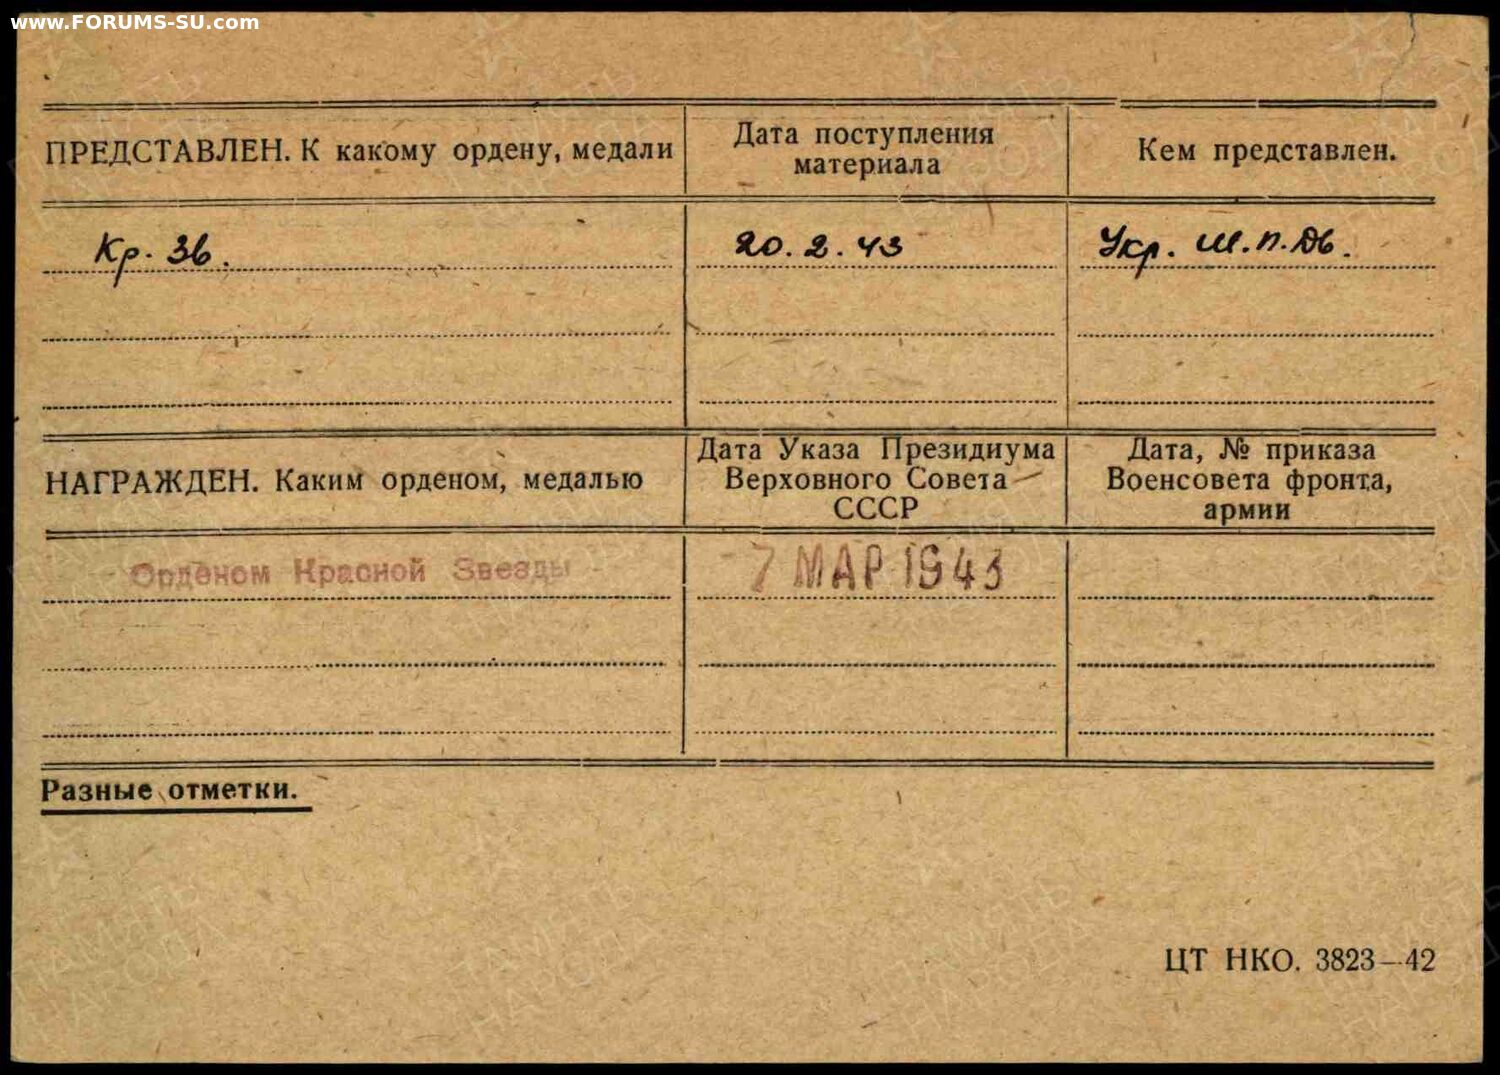 www.FORUMS-SU.com
ПРЕДСТАВЛЕН. К какому ордену, медали
Дата поступления
материала
Кем представлен.
Кр. Зв.
20.2.43
Укр. Ш.П.Дв.
НАГРАЖДЕН. Каким орденом, медалью
Дата Указа Президиума
Верховного Совета
СССР
Дата, № приказа
Военсовета фронта,
армии
Орденом Красной Звезды
7 МАР 1943
Разные отметки.
ЦТ НКО. 3823—42
ПАМЯТЬ
НАРОДА